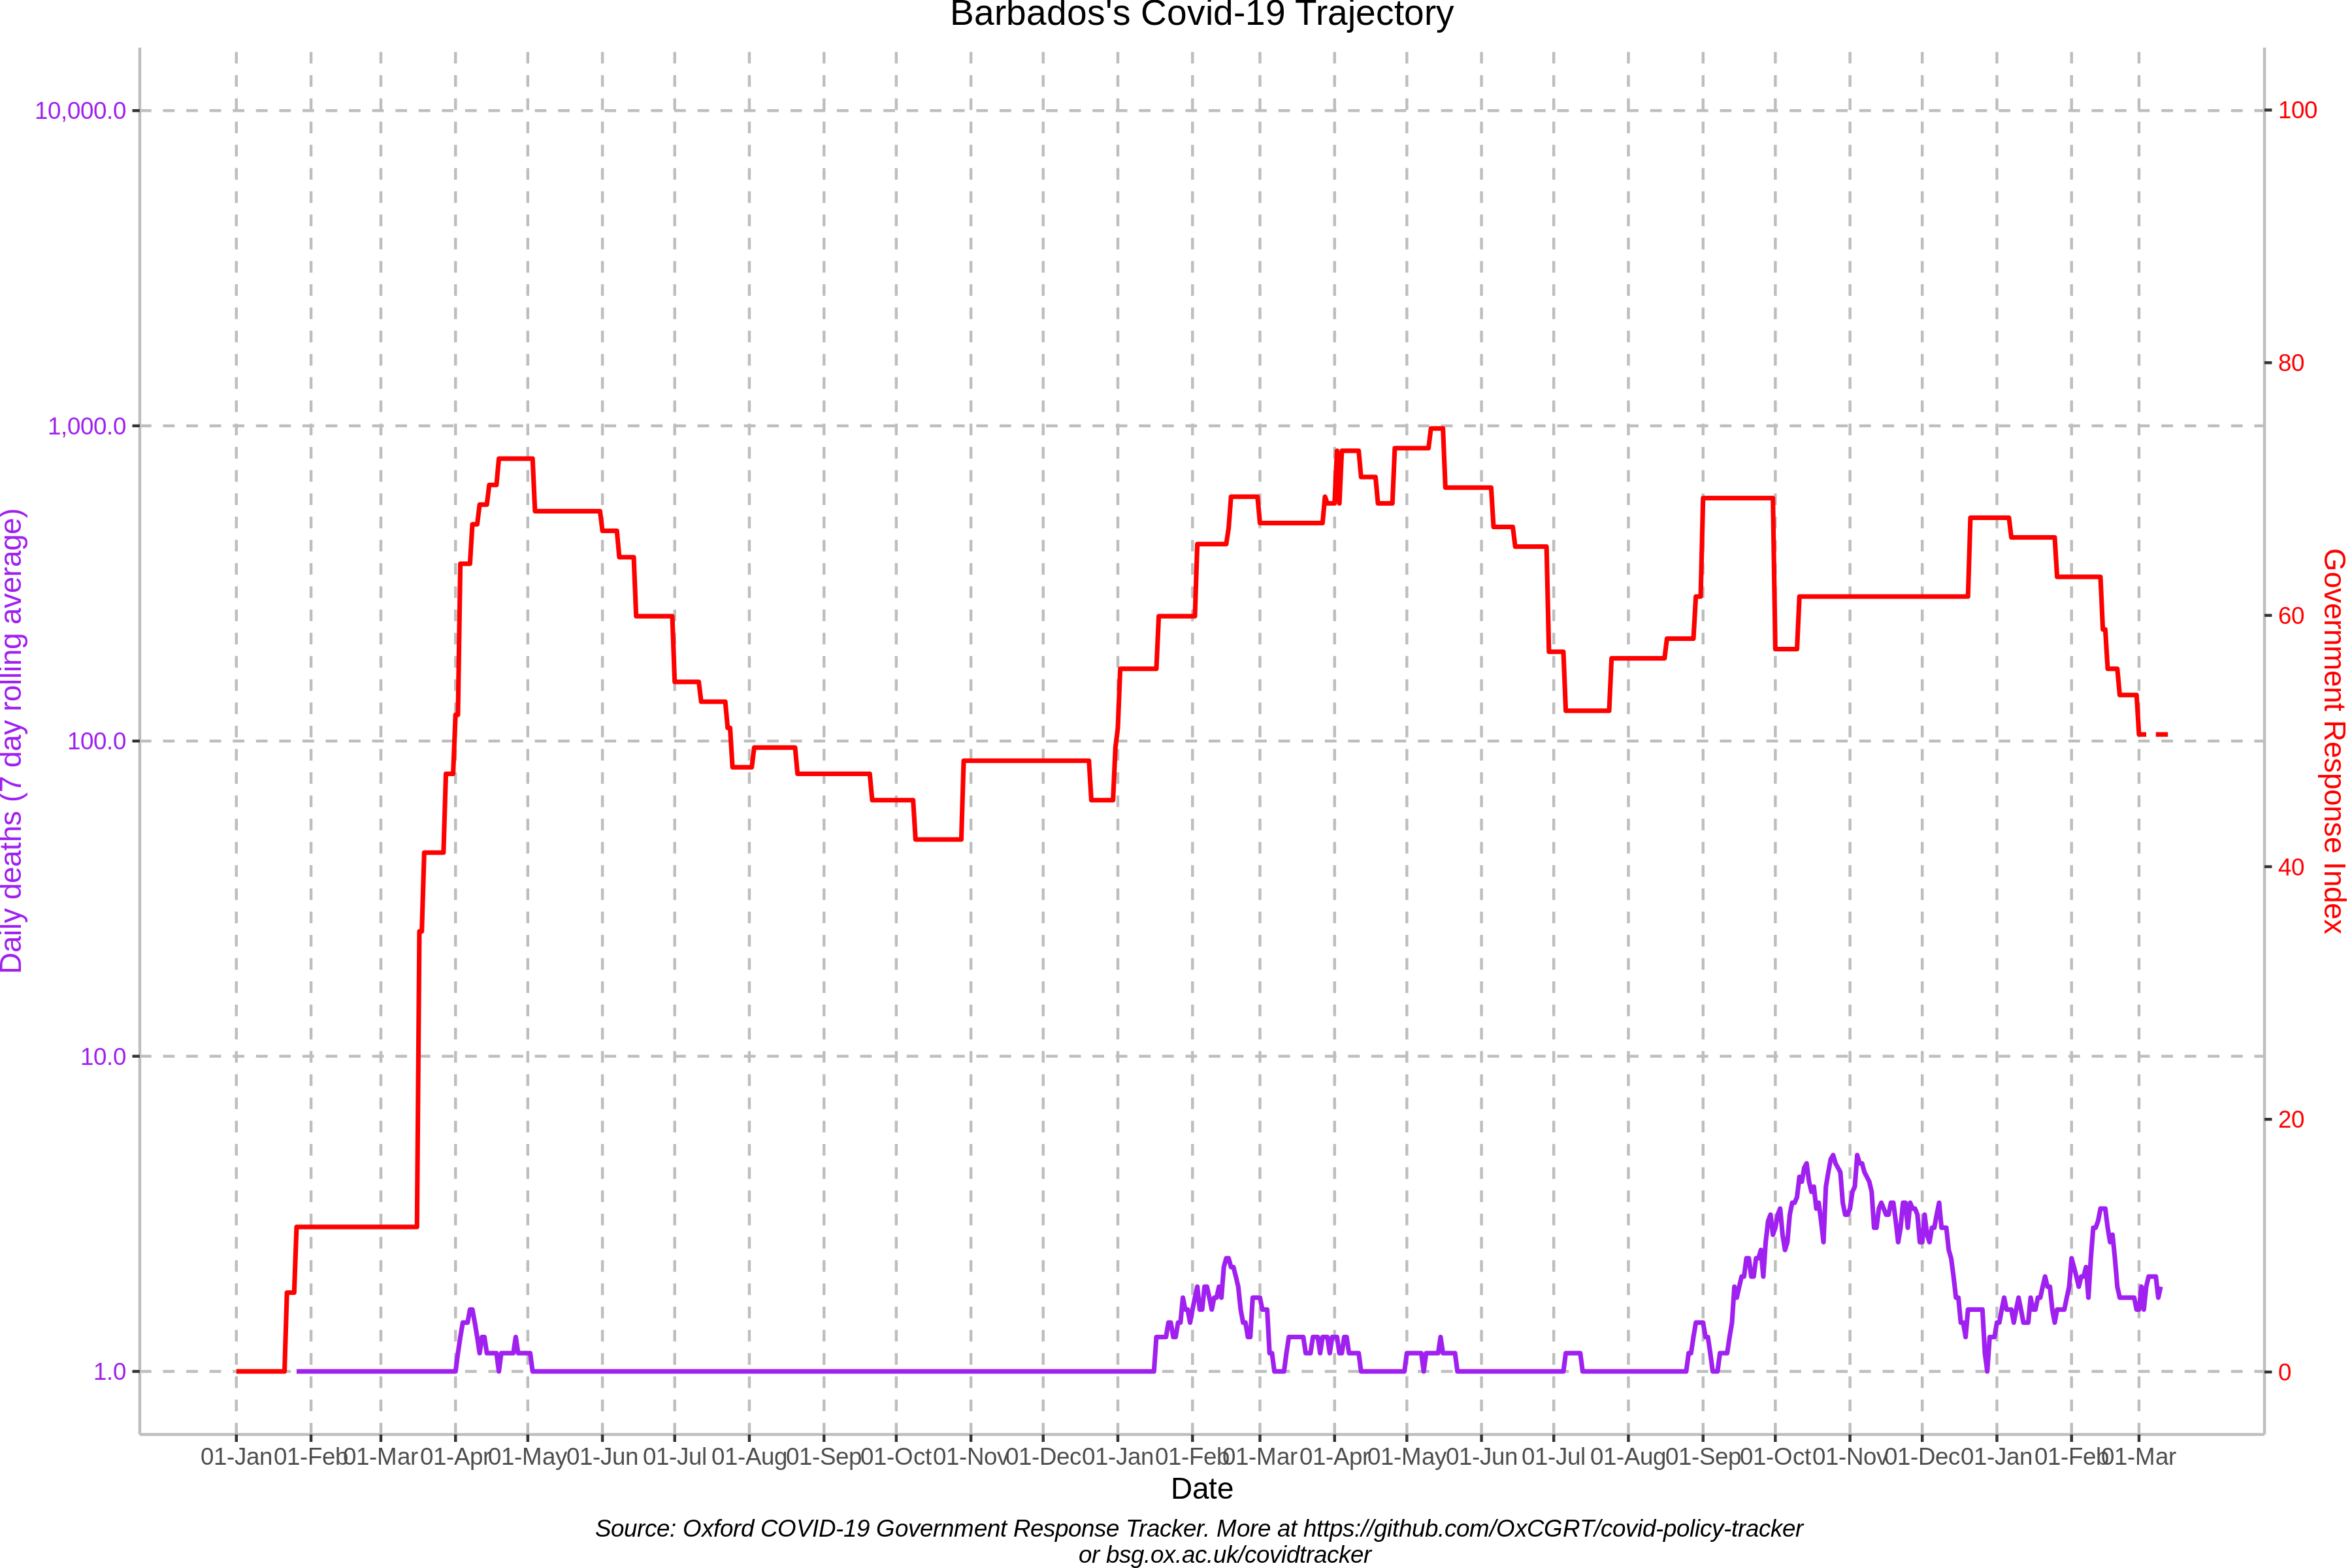 Barbados's Covid-19 Trajectory
10,000.0
1,000.0
100.0
10.0
1.0
Daily deaths (7 day rolling average)
100
80
60
40
20
0
Government Response Index
01-Jan 01-Feb 01-Mar 01-Apr 01-May 01-Jun 01-Jul 01-Aug 01-Sep 01-Oct 01-Nov 01-Dec 01-Jan 01-Feb 01-Mar 01-Apr 01-May 01-Jun 01-Jul 01-Aug 01-Sep 01-Oct 01-Nov 01-Dec 01-Jan 01-Feb 01-Mar
Date
Source: Oxford COVID-19 Government Response Tracker. More at https://github.com/OxCGRT/covid-policy-tracker
or bsg.ox.ac.uk/covidtracker